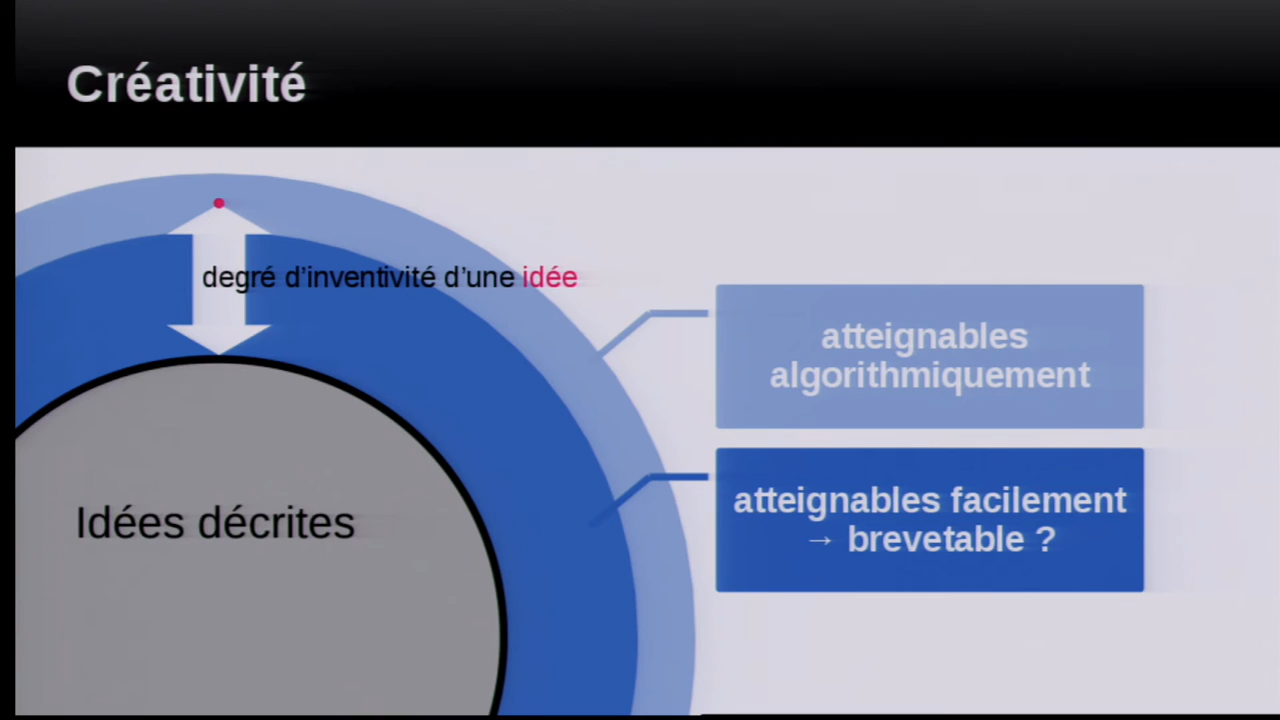 Créativité
degré d’inventivité d’une idée
atteignables
algorithmiquement
atteignables facilement
→ brevetable ?
Idées décrites